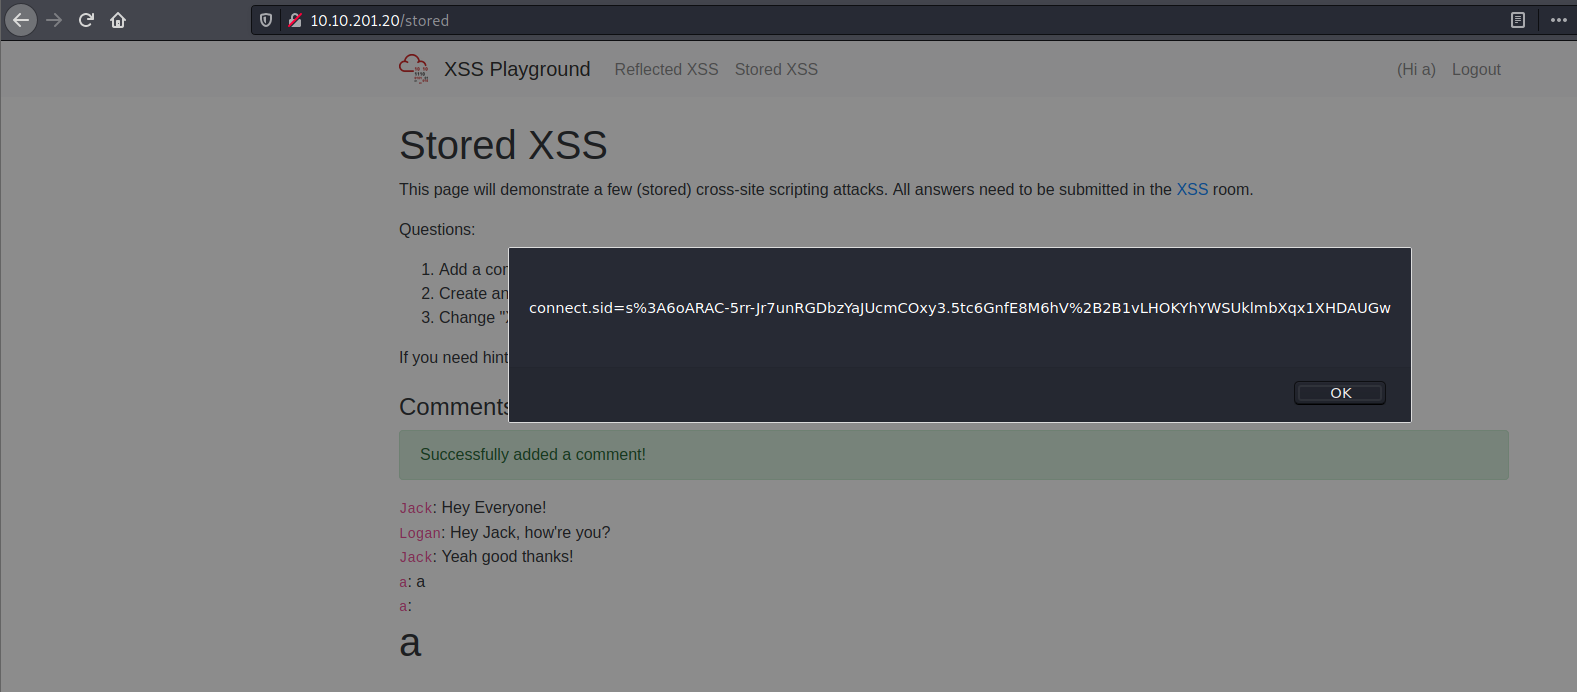 10.10.201.20/stored
XSS Playground Reflected XSS Stored XSS (Hi a) Logout
Stored XSS
This page will demonstrate a few (stored) cross-site scripting attacks. All answers need to be submitted in the XSS room.
Questions:
1. Add a
2. Create an
3. Change "
If you need hint
connect.sid=s%3A6oARAC-5rr-Jr7unRGDbzYaJUcmCOxy3.5tc6GnfE8M6hV%2B2B1vLHOKYhYWSUklmbXqx1XHDAUGw
OK
Comments
Successfully added a comment!
Jack: Hey Everyone!
Logan: Hey Jack, how're you?
Jack: Yeah good thanks!
a: a
a:
a